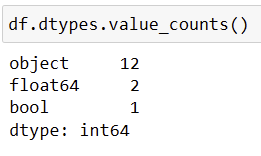 df.dtypes.value_counts()
object     12
float64     2
bool        1
dtype: int64